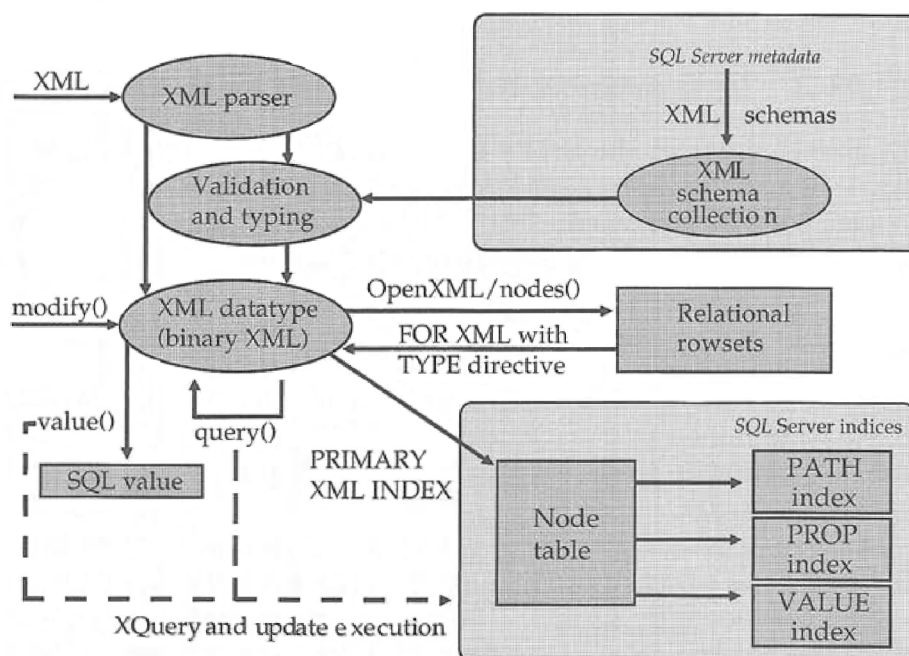 SQL Server metadata
XML
XML parser
XML schemas
XML
schema
collection
Validation
and typing
OpenXML/nodes()
modify()
XML datatype
(binary XML)
Relational
rowsets
FOR XML with
TYPE directive
value()
query()
SQL Server indices
SQL value
PRIMARY
XML INDEX
Node
table
PATH
index
PROP
index
VALUE
index
XQuery and update execution